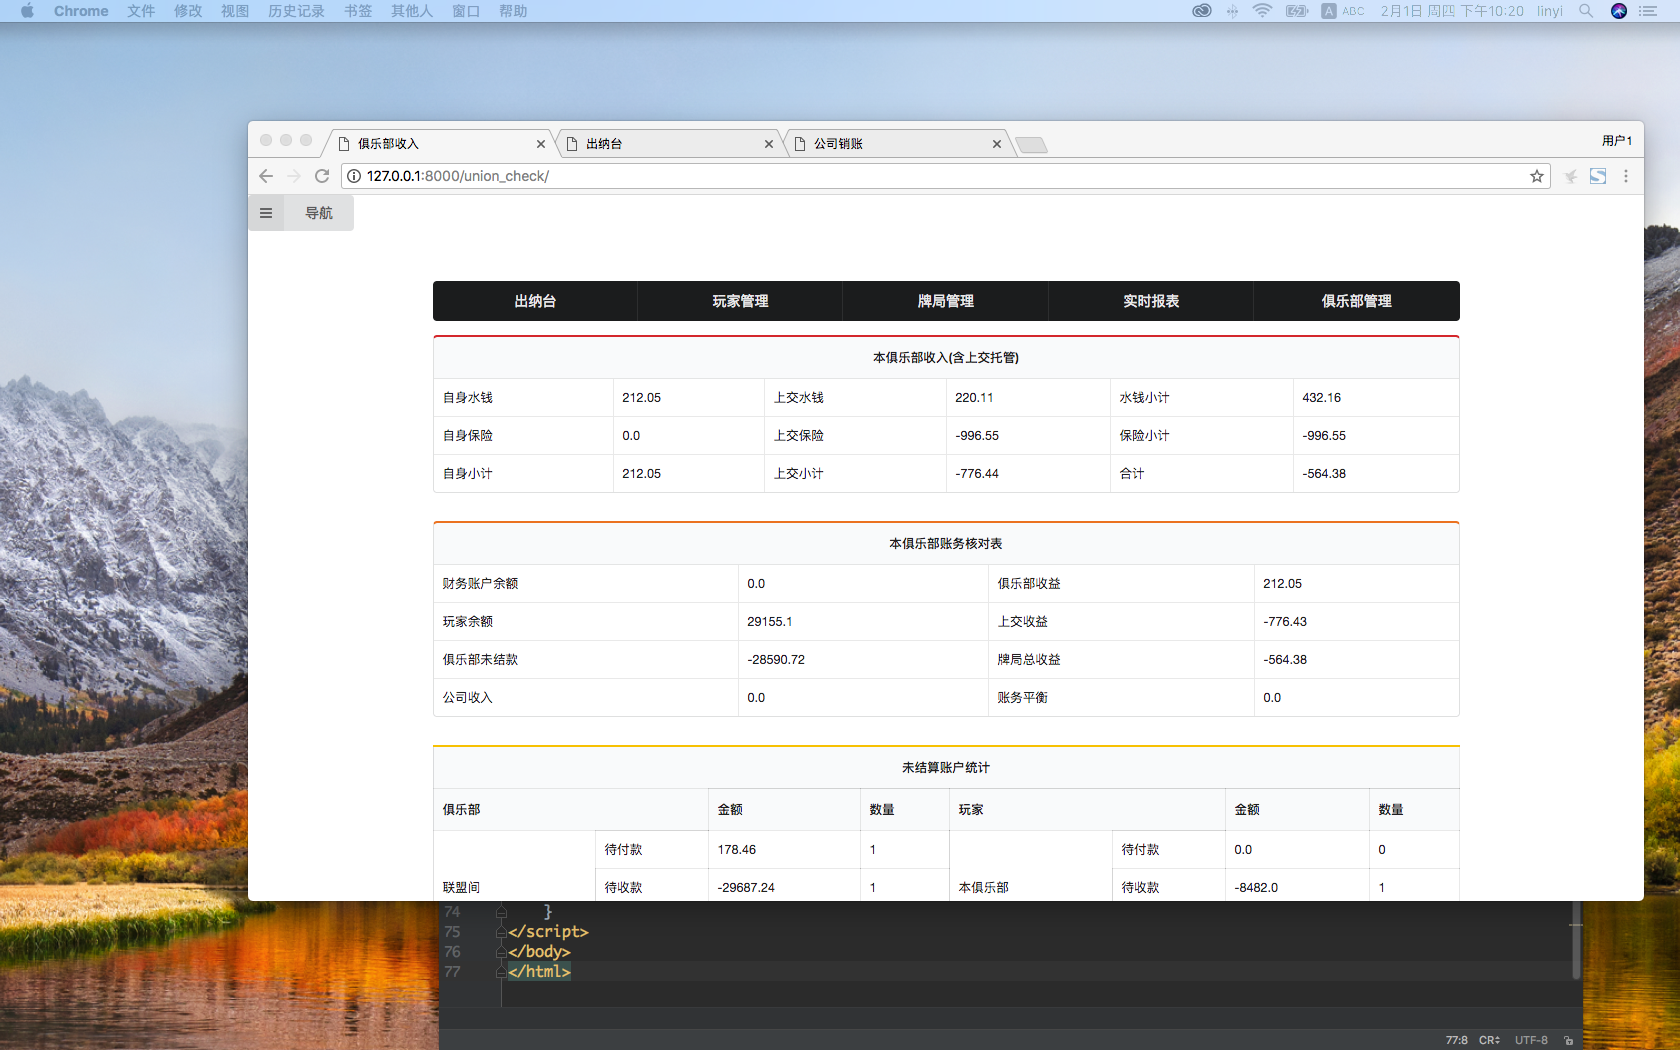 Chrome 文件 修改 视图 历史记录 书签 其他人 窗口 帮助 A ABC 2月1日 周四 下午10:20 linyi
俱乐部收入 出纳台 公司销账 用户1
127.0.0.1:8000/union_check/
导航
出纳台 玩家管理 牌局管理 实时报表 俱乐部管理
本俱乐部收入(含上交托管)
自身水钱 212.05 上交水钱 220.11 水钱小计 432.16
自身保险 0.0 上交保险 -996.55 保险小计 -996.55
自身小计 212.05 上交小计 -776.44 合计 -564.38
本俱乐部账务核对表
财务账户余额 0.0 俱乐部收益 212.05
玩家余额 29155.1 上交收益 -776.43
俱乐部未结款 -28590.72 牌局总收益 -564.38
公司收入 0.0 账务平衡 0.0
未结算账户统计
俱乐部 金额 数量 玩家 金额 数量
待付款 178.46 1 待付款 0.0 0
联盟间 待收款 -29687.24 1 本俱乐部 待收款 -8482.0 1
74 }
75 </script>
76 </body>
77 </html>
77:8 CR UTF-8